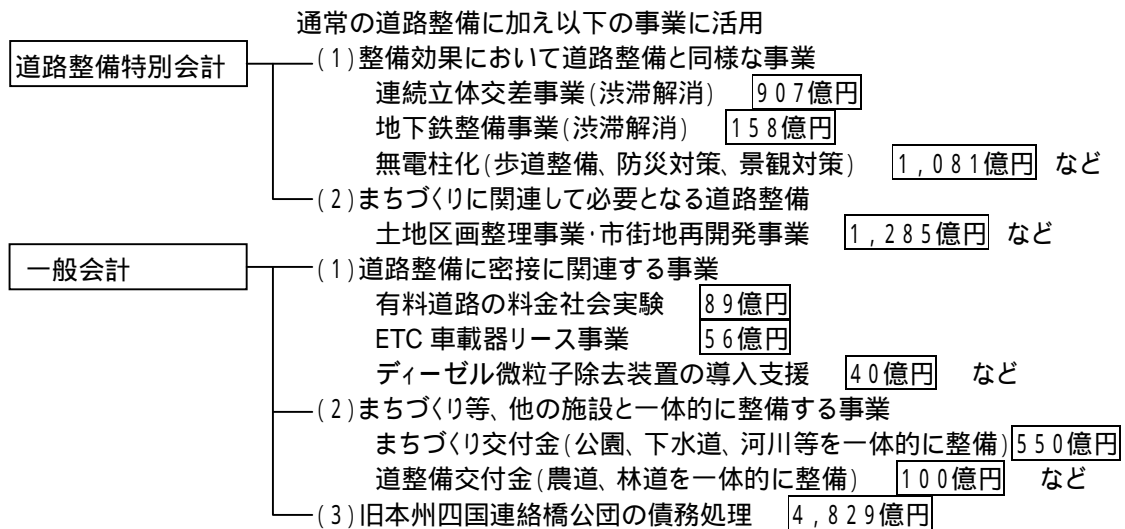 通常の道路整備に加え以下の事業に活用
道路整備特別会計
(1)整備効果において道路整備と同様な事業
連続立体交差事業(渋滞解消) 907億円
地下鉄整備事業(渋滞解消) 158億円
無電柱化(歩道整備、防災対策、景観対策) 1,081億円 など
(2)まちづくりに関連して必要となる道路整備
土地区画整理事業・市街地再開発事業 1,285億円 など
一般会計
(1)道路整備に密接に関連する事業
有料道路の料金社会実験 89億円
ETC 車載器リース事業 56億円
ディーゼル微粒子除去装置の導入支援 40億円 など
(2)まちづくり等、他の施設と一体的に整備する事業
まちづくり交付金(公園、下水道、河川等を一体的に整備) 550億円
道整備交付金(農道、林道を一体的に整備) 100億円 など
(3)旧本州四国連絡橋公団の債務処理 4,829億円